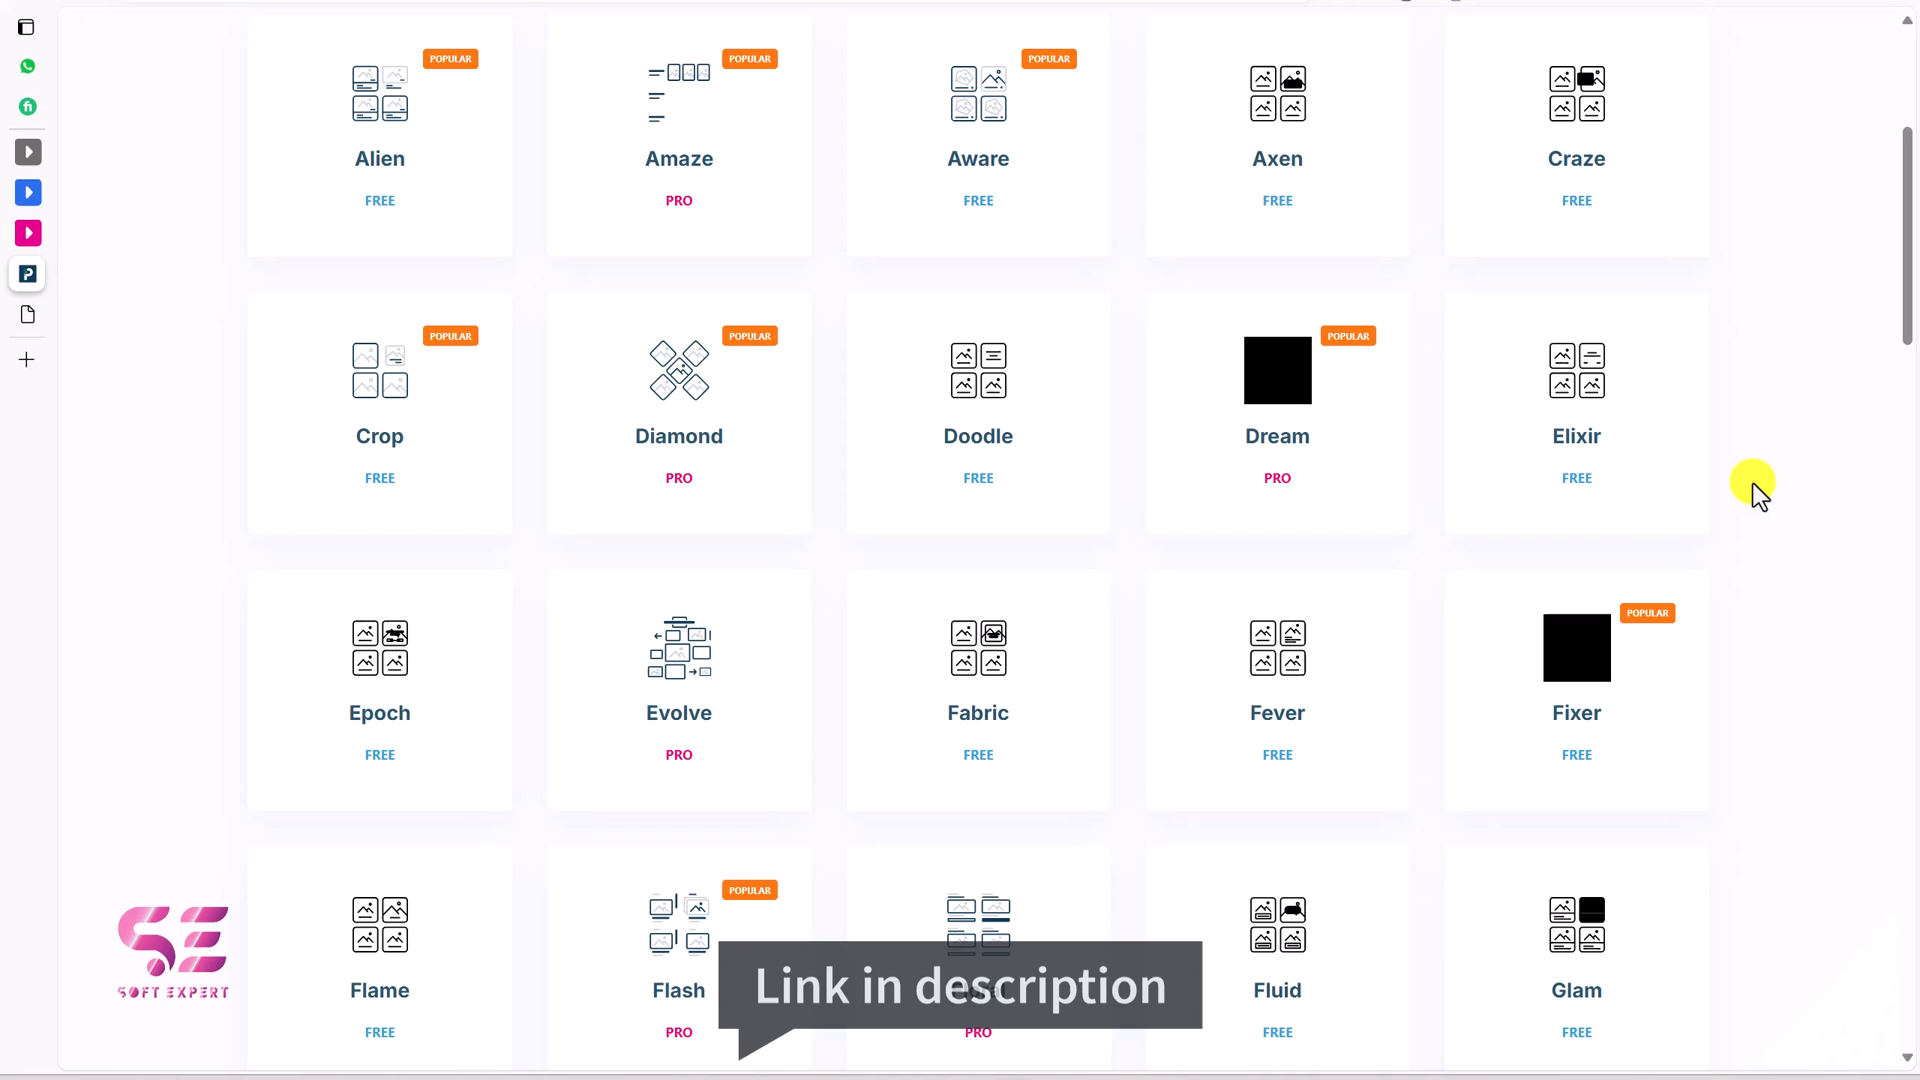 POPULAR
POPULAR
POPULAR
Alien
Amaze
Aware
Axen
Craze
FREE
PRO
FREE
FREE
FREE
POPULAR
POPULAR
POPULAR
Crop
Diamond
Doodle
Dream
Elixir
FREE
PRO
FREE
PRO
FREE
POPULAR
Epoch
Evolve
Fabric
Fever
Fixer
FREE
PRO
FREE
FREE
FREE
POPULAR
SE
SOFT EXPERT
Flame
Flash
Link in description
Fluid
Glam
FREE
PRO
PRO
FREE
FREE